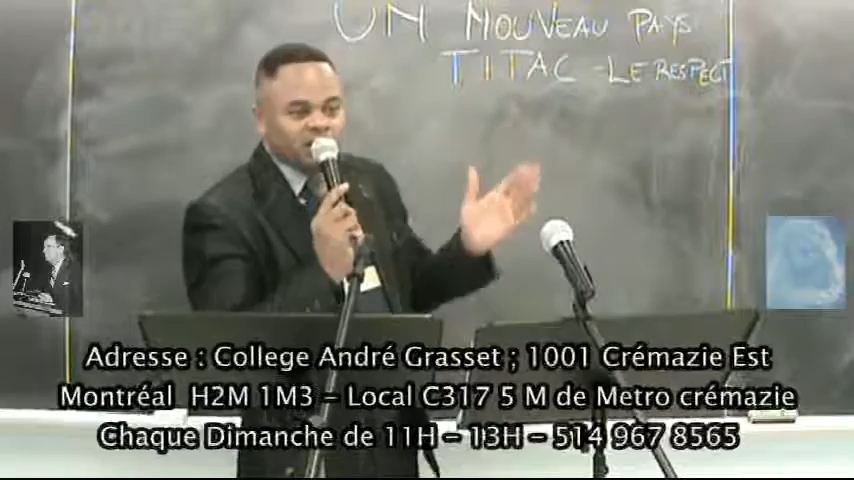 UN NOUVEAU PAYS
TITAC - LE RESPECT
Adresse : College André Grasset ; 1001 Crémazie Est
Montréal H2M 1M3 - Local C317 5 M de Metro crémazie
Chaque Dimanche de 11H - 13H - 514 967 8565